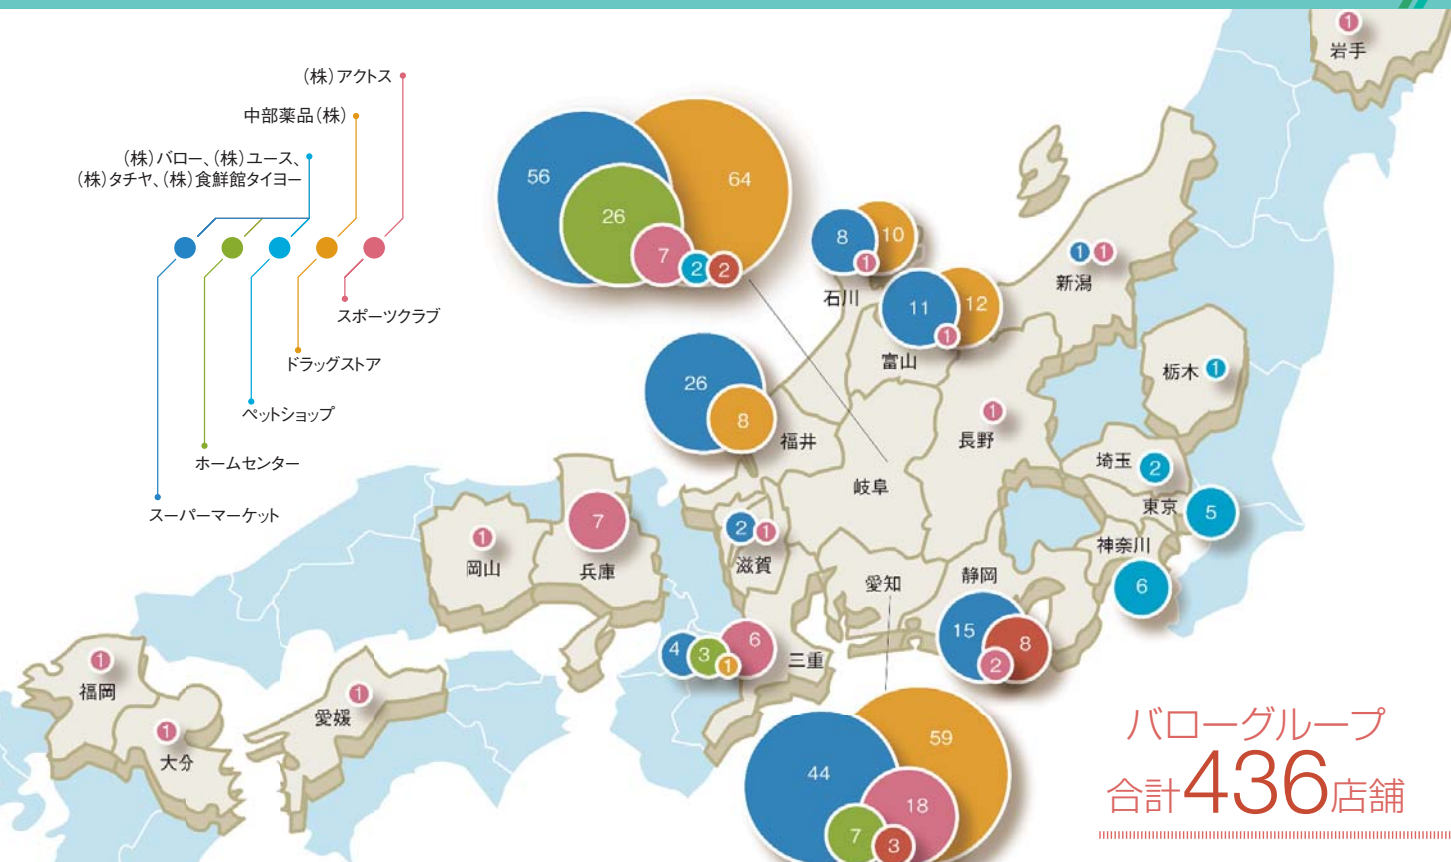 (株)アクトス
中部薬品(株)
(株)バロー、(株)ユース、
(株)タチヤ、(株)食鮮館タイヨー
スポーツクラブ
ドラッグストア
ペットショップ
ホームセンター
スーパーマーケット
1
岩手
56
26
64
7
2
2
8
10
1
石川
11
12
1
富山
1
1
新潟
栃木
1
26
8
福井
1
長野
埼玉
2
岐阜
東京
5
神奈川
6
7
兵庫
1
岡山
2
1
滋賀
愛知
静岡
15
8
2
4
3
1
6
三重
1
福岡
1
大分
1
愛媛
44
59
18
7
3
バローグループ
合計436店舗